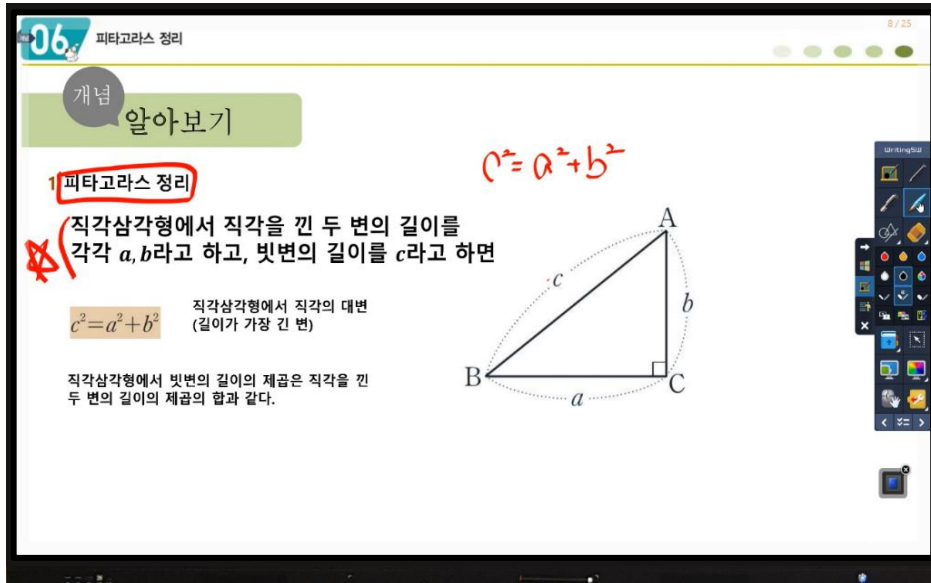 8/25
06
피타고라스 정리
개념
알아보기
c²=a²+b²
1 피타고라스 정리
직각삼각형에서 직각을 낀 두 변의 길이를
각각 a, b라고 하고, 빗변의 길이를 c라고 하면
c²=a²+b²
직각삼각형에서 직각의 대변
(길이가 가장 긴 변)
직각삼각형에서 빗변의 길이의 제곱은 직각을 낀
두 변의 길이의 제곱의 합과 같다.
A
c
b
B
C
a
WritingSW